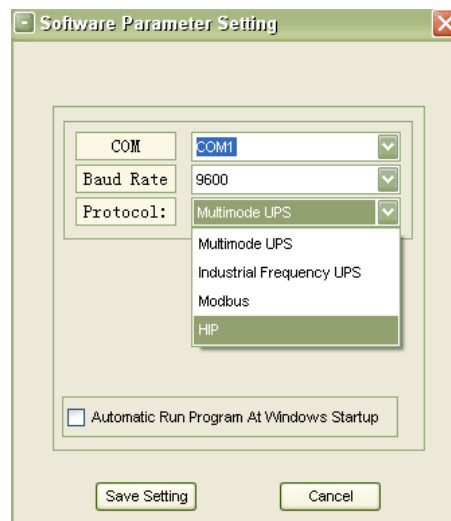 Software Parameter Setting
COM COM1
Baud Rate 9600
Protocol: Multimode UPS
Multimode UPS
Industrial Frequency UPS
Modbus
HIP
Automatic Run Program At Windows Startup
Save Setting Cancel